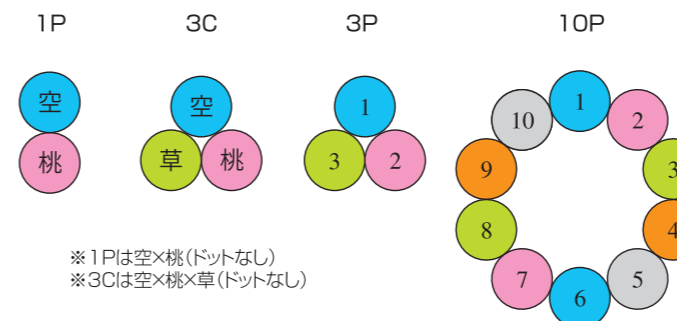 1P 3C 3P 10P
空
桃
空
草 桃
1
3 2
1
10 2
9 3
8 4
7 5
6
※1Pは空×桃(ドットなし)
※3Cは空×桃×草(ドットなし)